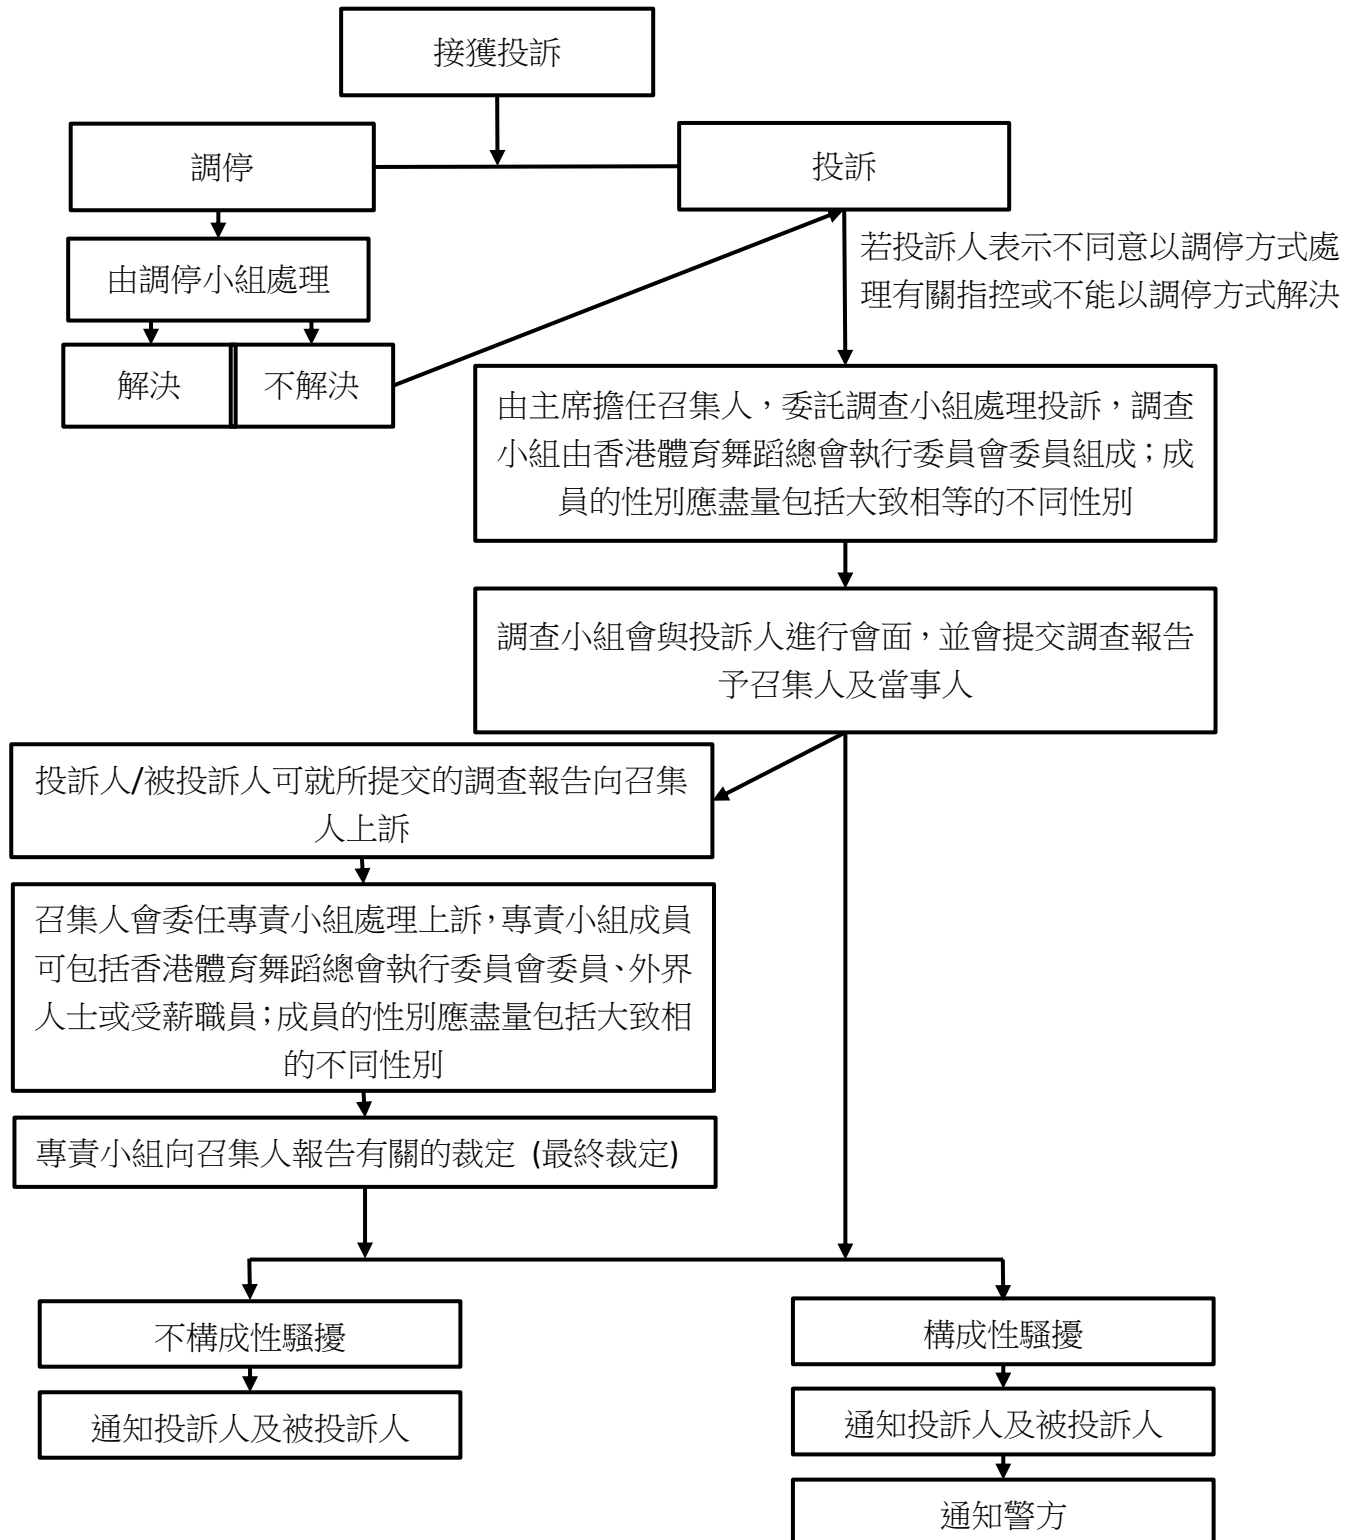 接獲投訴
調停
投訴
由調停小組處理
若投訴人表示不同意以調停方式處
理有關指控或不能以調停方式解決
解決
不解決
由主席擔任召集人，委託調查小組處理投訴，調查
小組由香港體育舞蹈總會執行委員會委員組成；成
員的性別應盡量包括大致相等的不同性別
調查小組會與投訴人進行會面，並會提交調查報告
予召集人及當事人
投訴人/被投訴人可就所提交的調查報告向召集
人上訴
召集人會委任專責小組處理上訴，專責小組成員
可包括香港體育舞蹈總會執行委員會委員、外界
人士或受薪職員；成員的性別應盡量包括大致相
的不同性別
專責小組向召集人報告有關的裁定 (最終裁定)
不構成性騷擾
構成性騷擾
通知投訴人及被投訴人
通知投訴人及被投訴人
通知警方